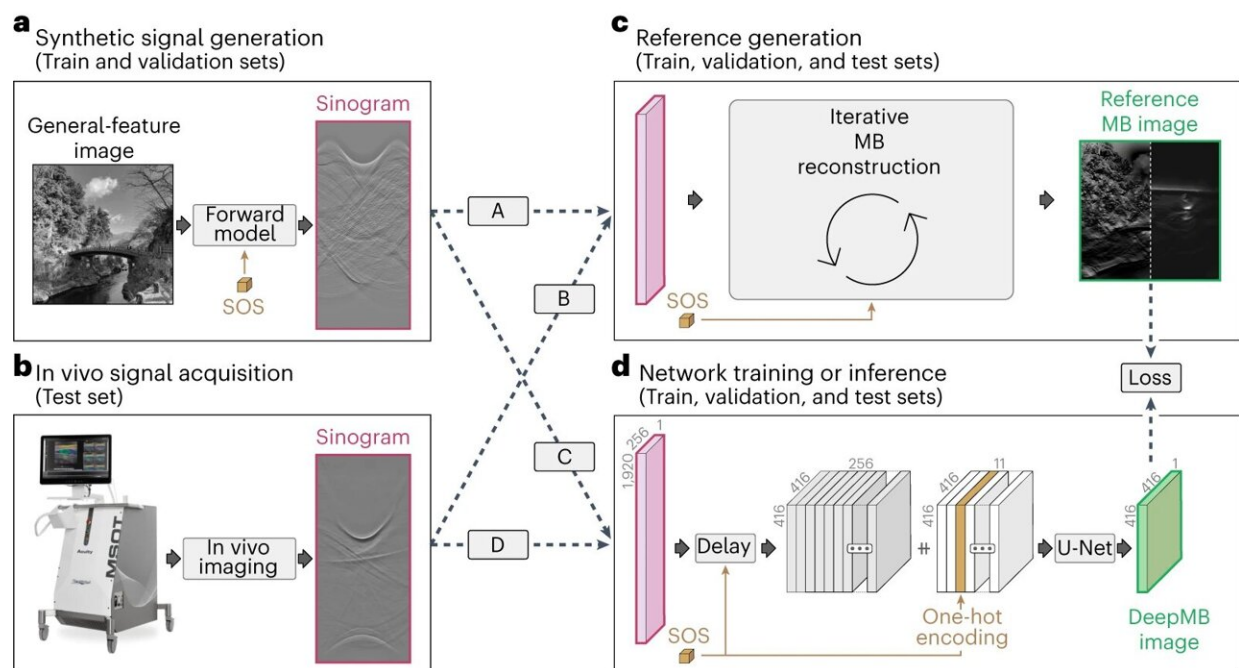 a Synthetic signal generation
(Train and validation sets)
General-feature
image
Forward
model
SOS
Sinogram
b In vivo signal acquisition
(Test set)
MSOT
Acuity
In vivo
imaging
Sinogram
A
B
C
D
c Reference generation
(Train, validation, and test sets)
SOS
Iterative
MB
reconstruction
Reference
MB image
Loss
d Network training or inference
(Train, validation, and test sets)
1,920
256
1
SOS
Delay
416
416
256
⧺
416
416
11
One-hot
encoding
U-Net
416
416
1
DeepMB
image